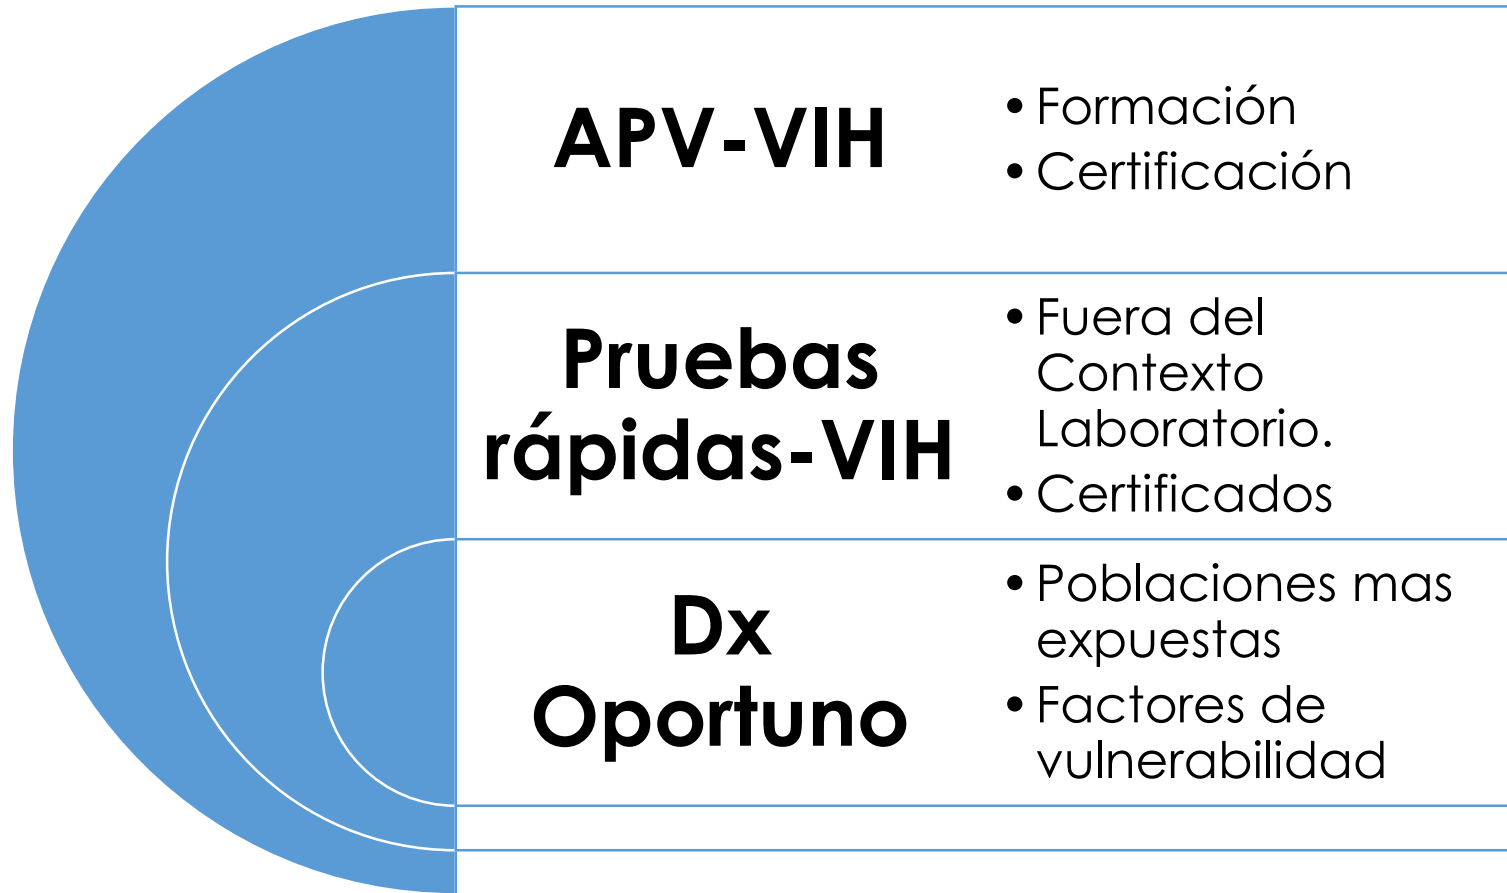 APV-VIH
• Formación
• Certificación
Pruebas
rápidas-VIH
• Fuera del
Contexto
Laboratorio.
• Certificados
Dx
Oportuno
• Poblaciones mas
expuestas
• Factores de
vulnerabilidad